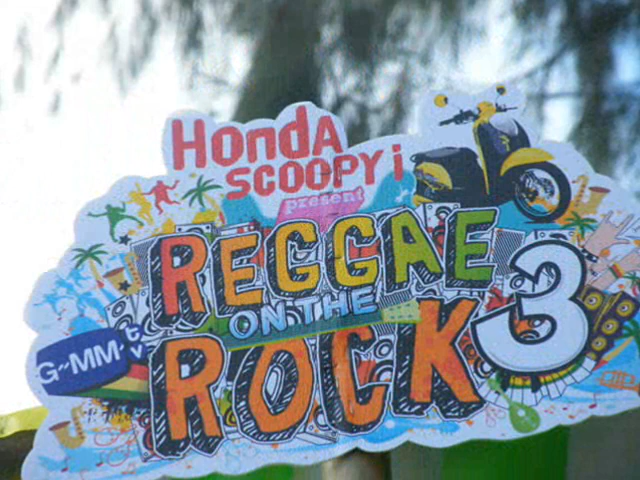 HondA
SCOOPY i
present
REGGAE
ON THE
ROCK 3
G~MM~tv